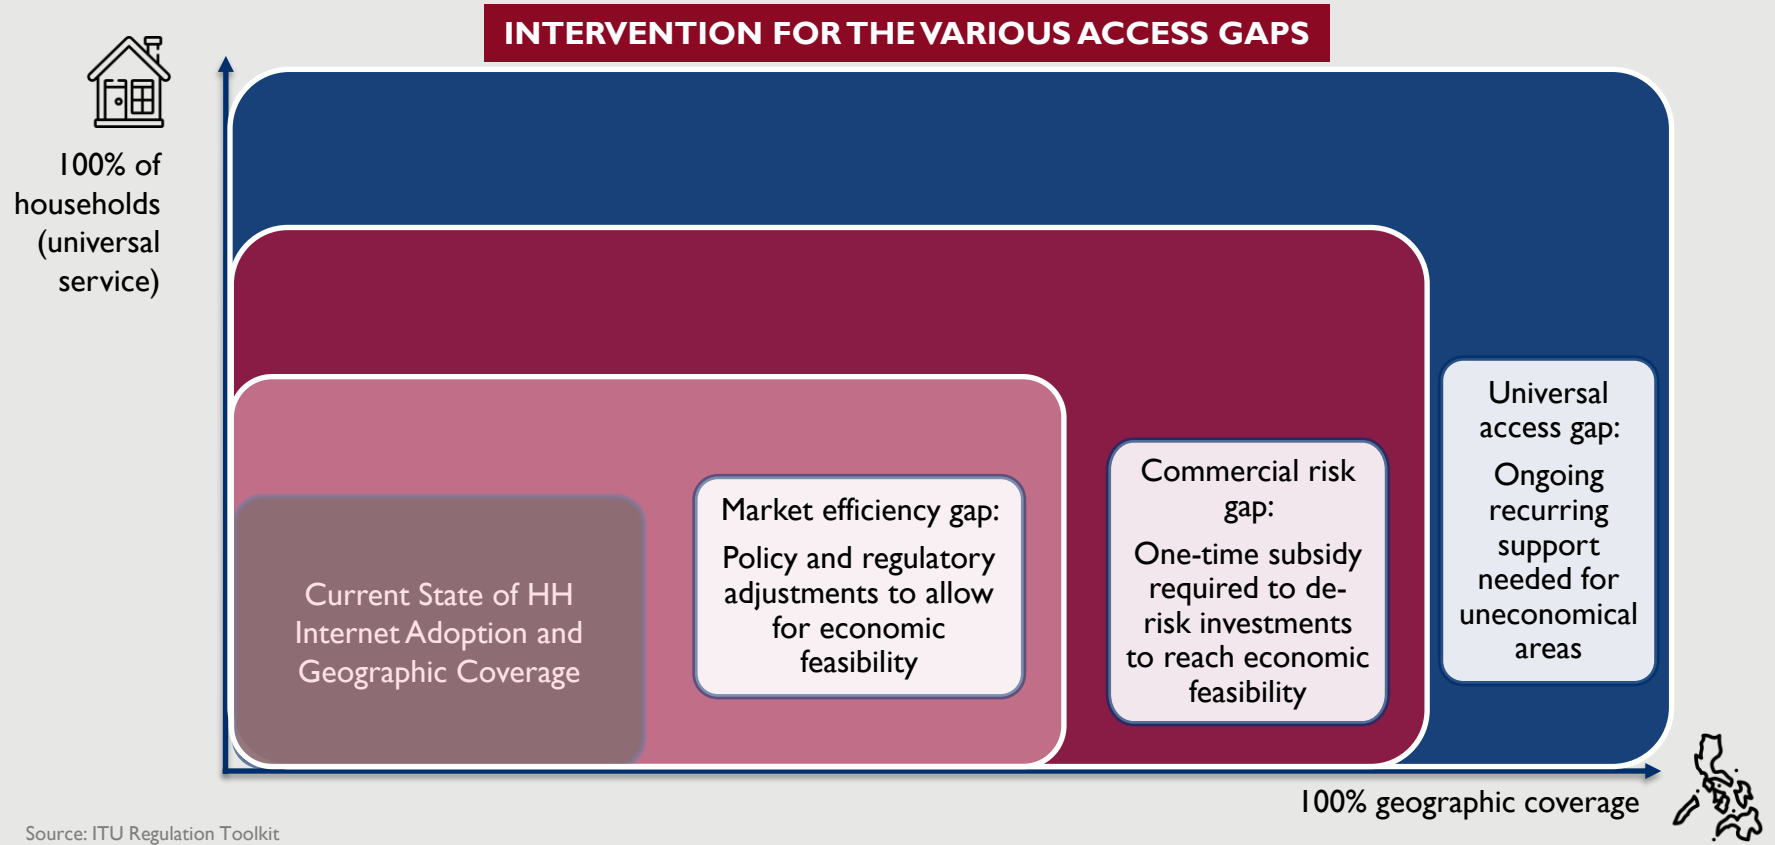 INTERVENTION FOR THE VARIOUS ACCESS GAPS
100% of
households
(universal
service)
Current State of HH
Internet Adoption and
Geographic Coverage
Market efficiency gap:
Policy and regulatory
adjustments to allow
for economic
feasibility
Commercial risk
gap:
One-time subsidy
required to de-
risk investments
to reach economic
feasibility
Universal
access gap:
Ongoing
recurring
support
needed for
uneconomical
areas
100% geographic coverage
Source: ITU Regulation Toolkit